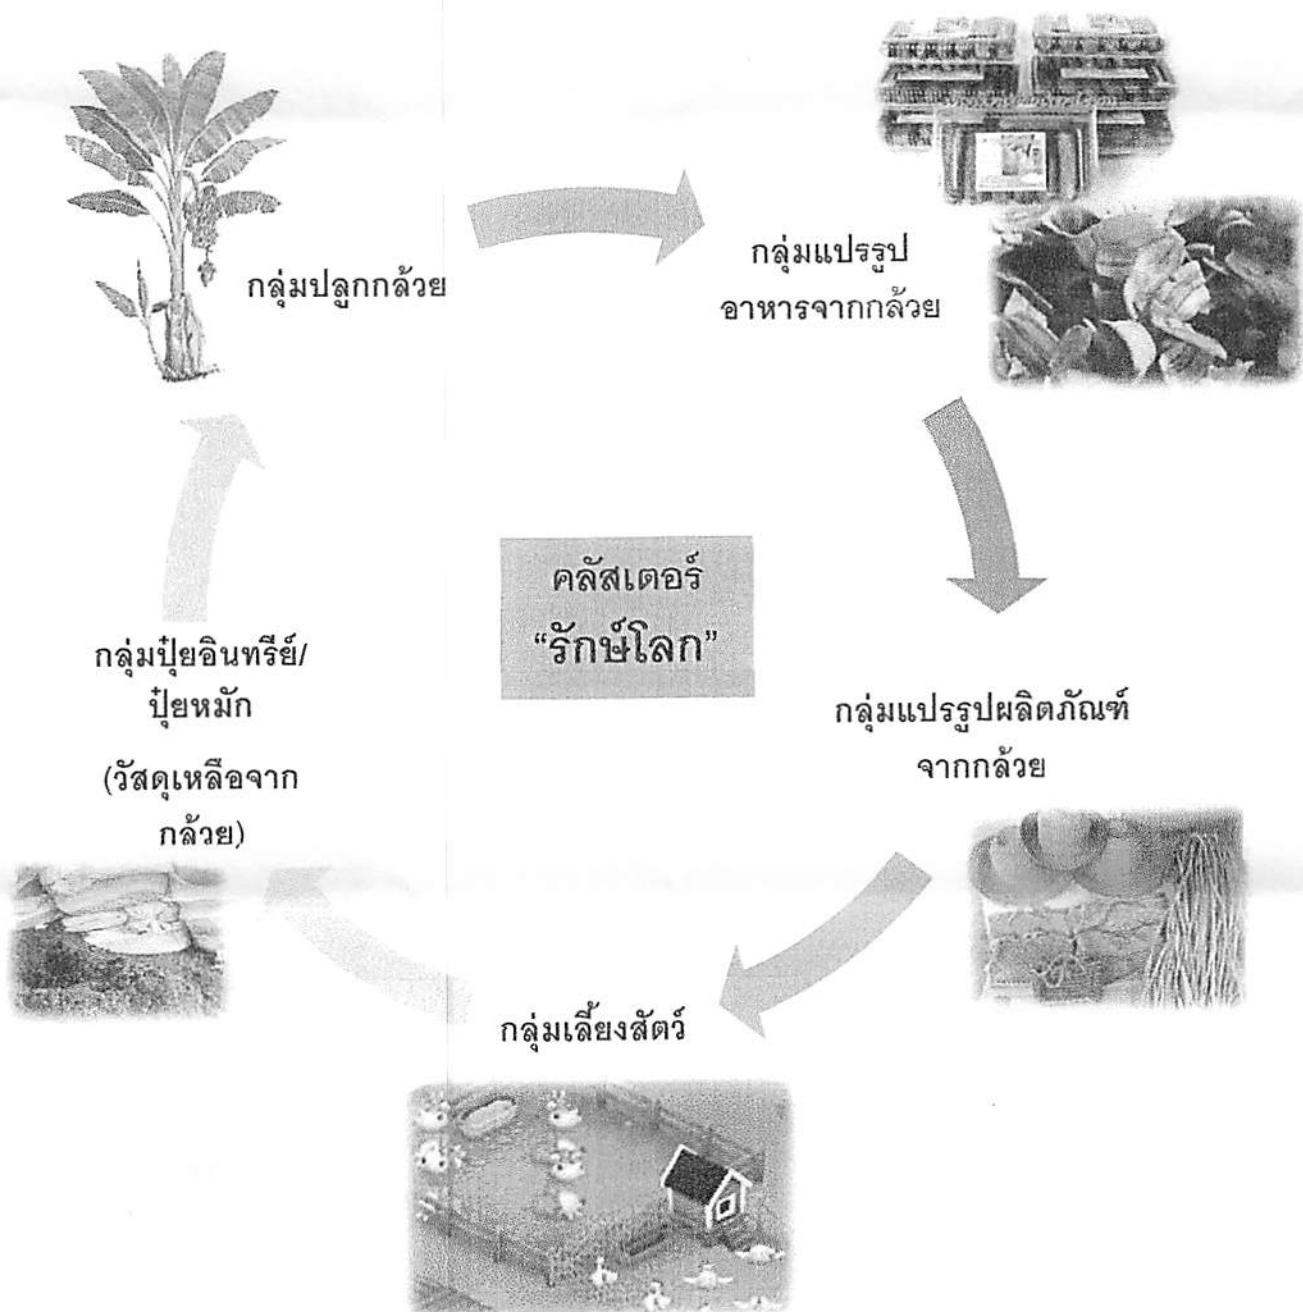 กลุ่มปลูกกล้วย
กลุ่มแปรรูป
อาหารจากกล้วย
คลัสเตอร์
“รักษ์โลก”
กลุ่มแปรรูปผลิตภัณฑ์
จากกล้วย
กลุ่มเลี้ยงสัตว์
กลุ่มปุ๋ยอินทรีย์/
ปุ๋ยหมัก
(วัสดุเหลือจาก
กล้วย)